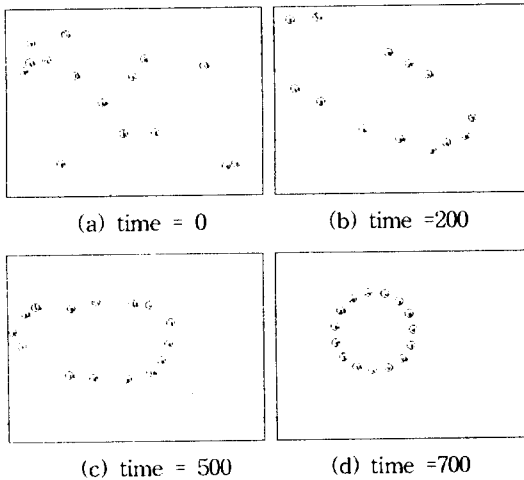 (a) time = 0
(b) time =200
(c) time = 500
(d) time =700